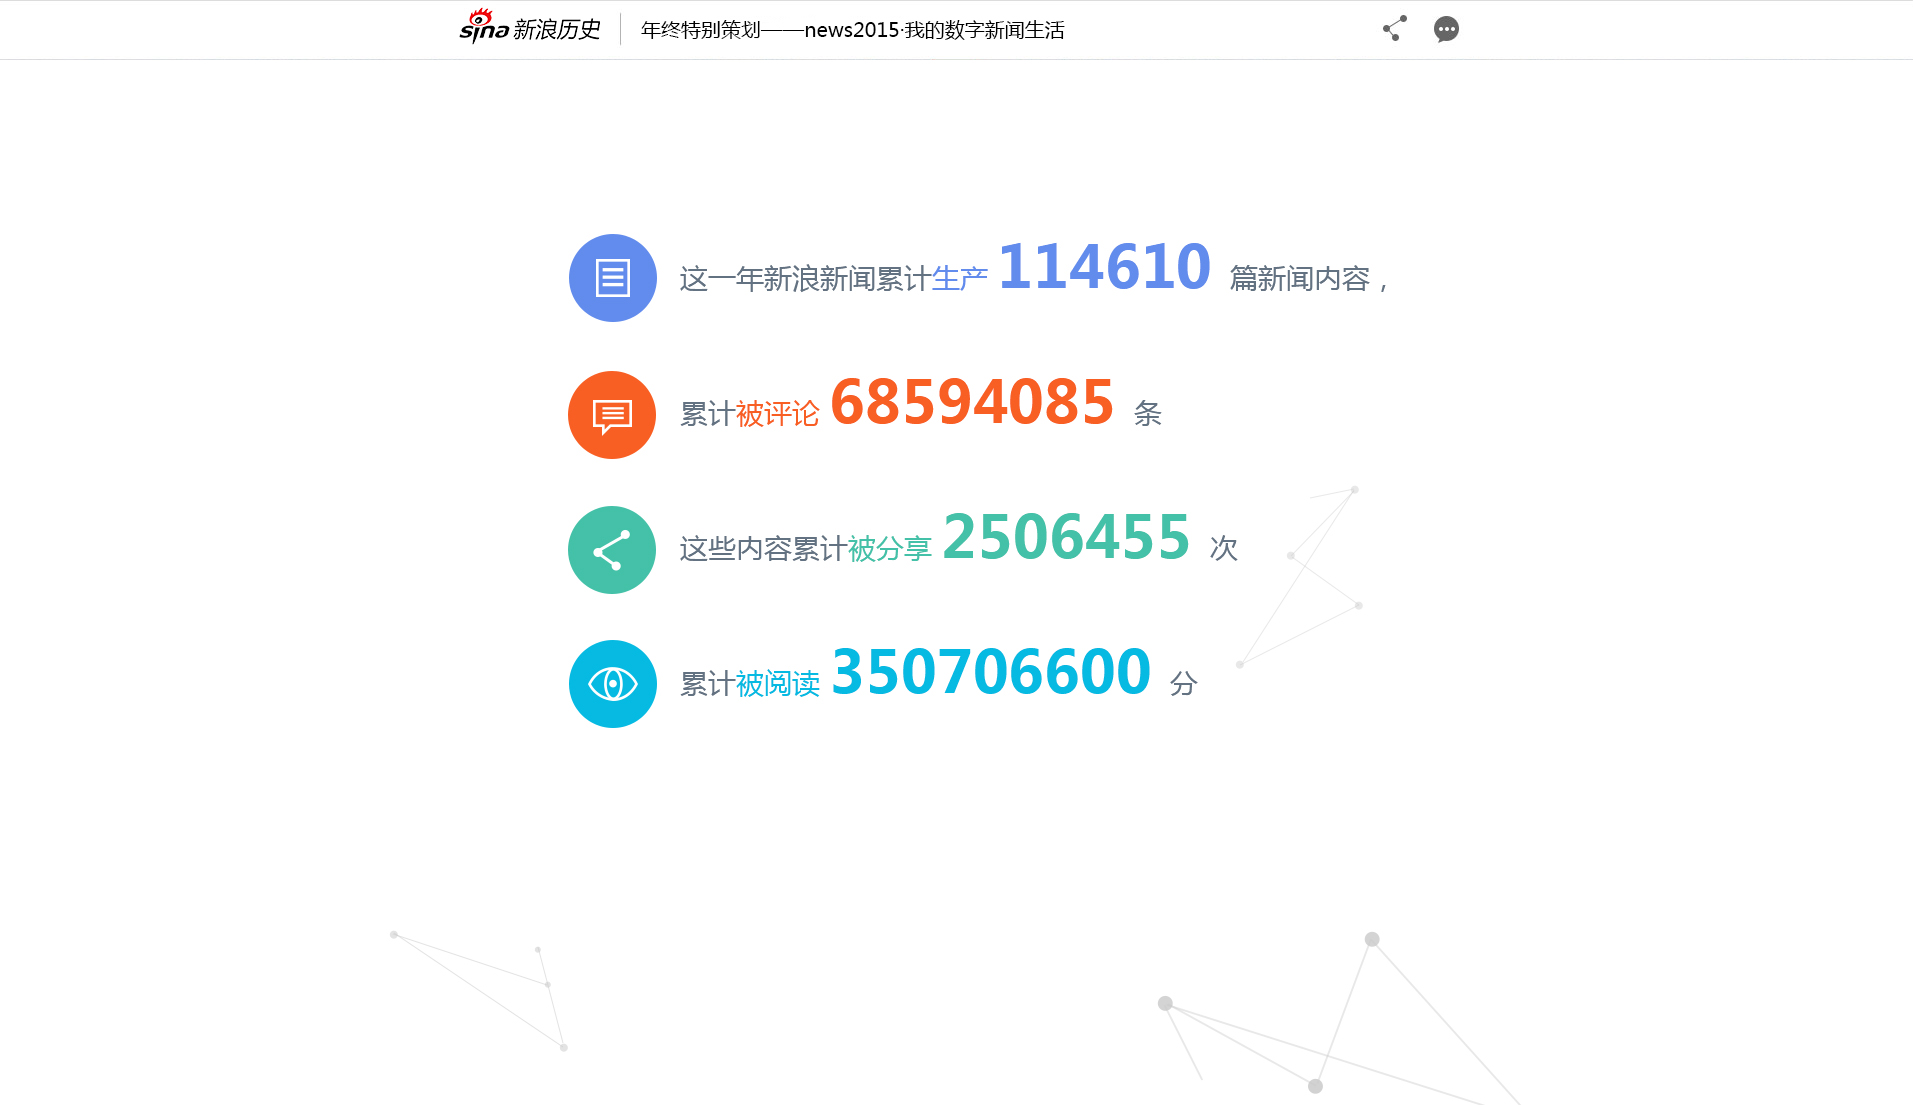 sina 新浪历史 年终特别策划——news2015·我的数字新闻生活
这一年新浪新闻累计生产 114610 篇新闻内容，
累计被评论 68594085 条
这些内容累计被分享 2506455 次
累计被阅读 350706600 分